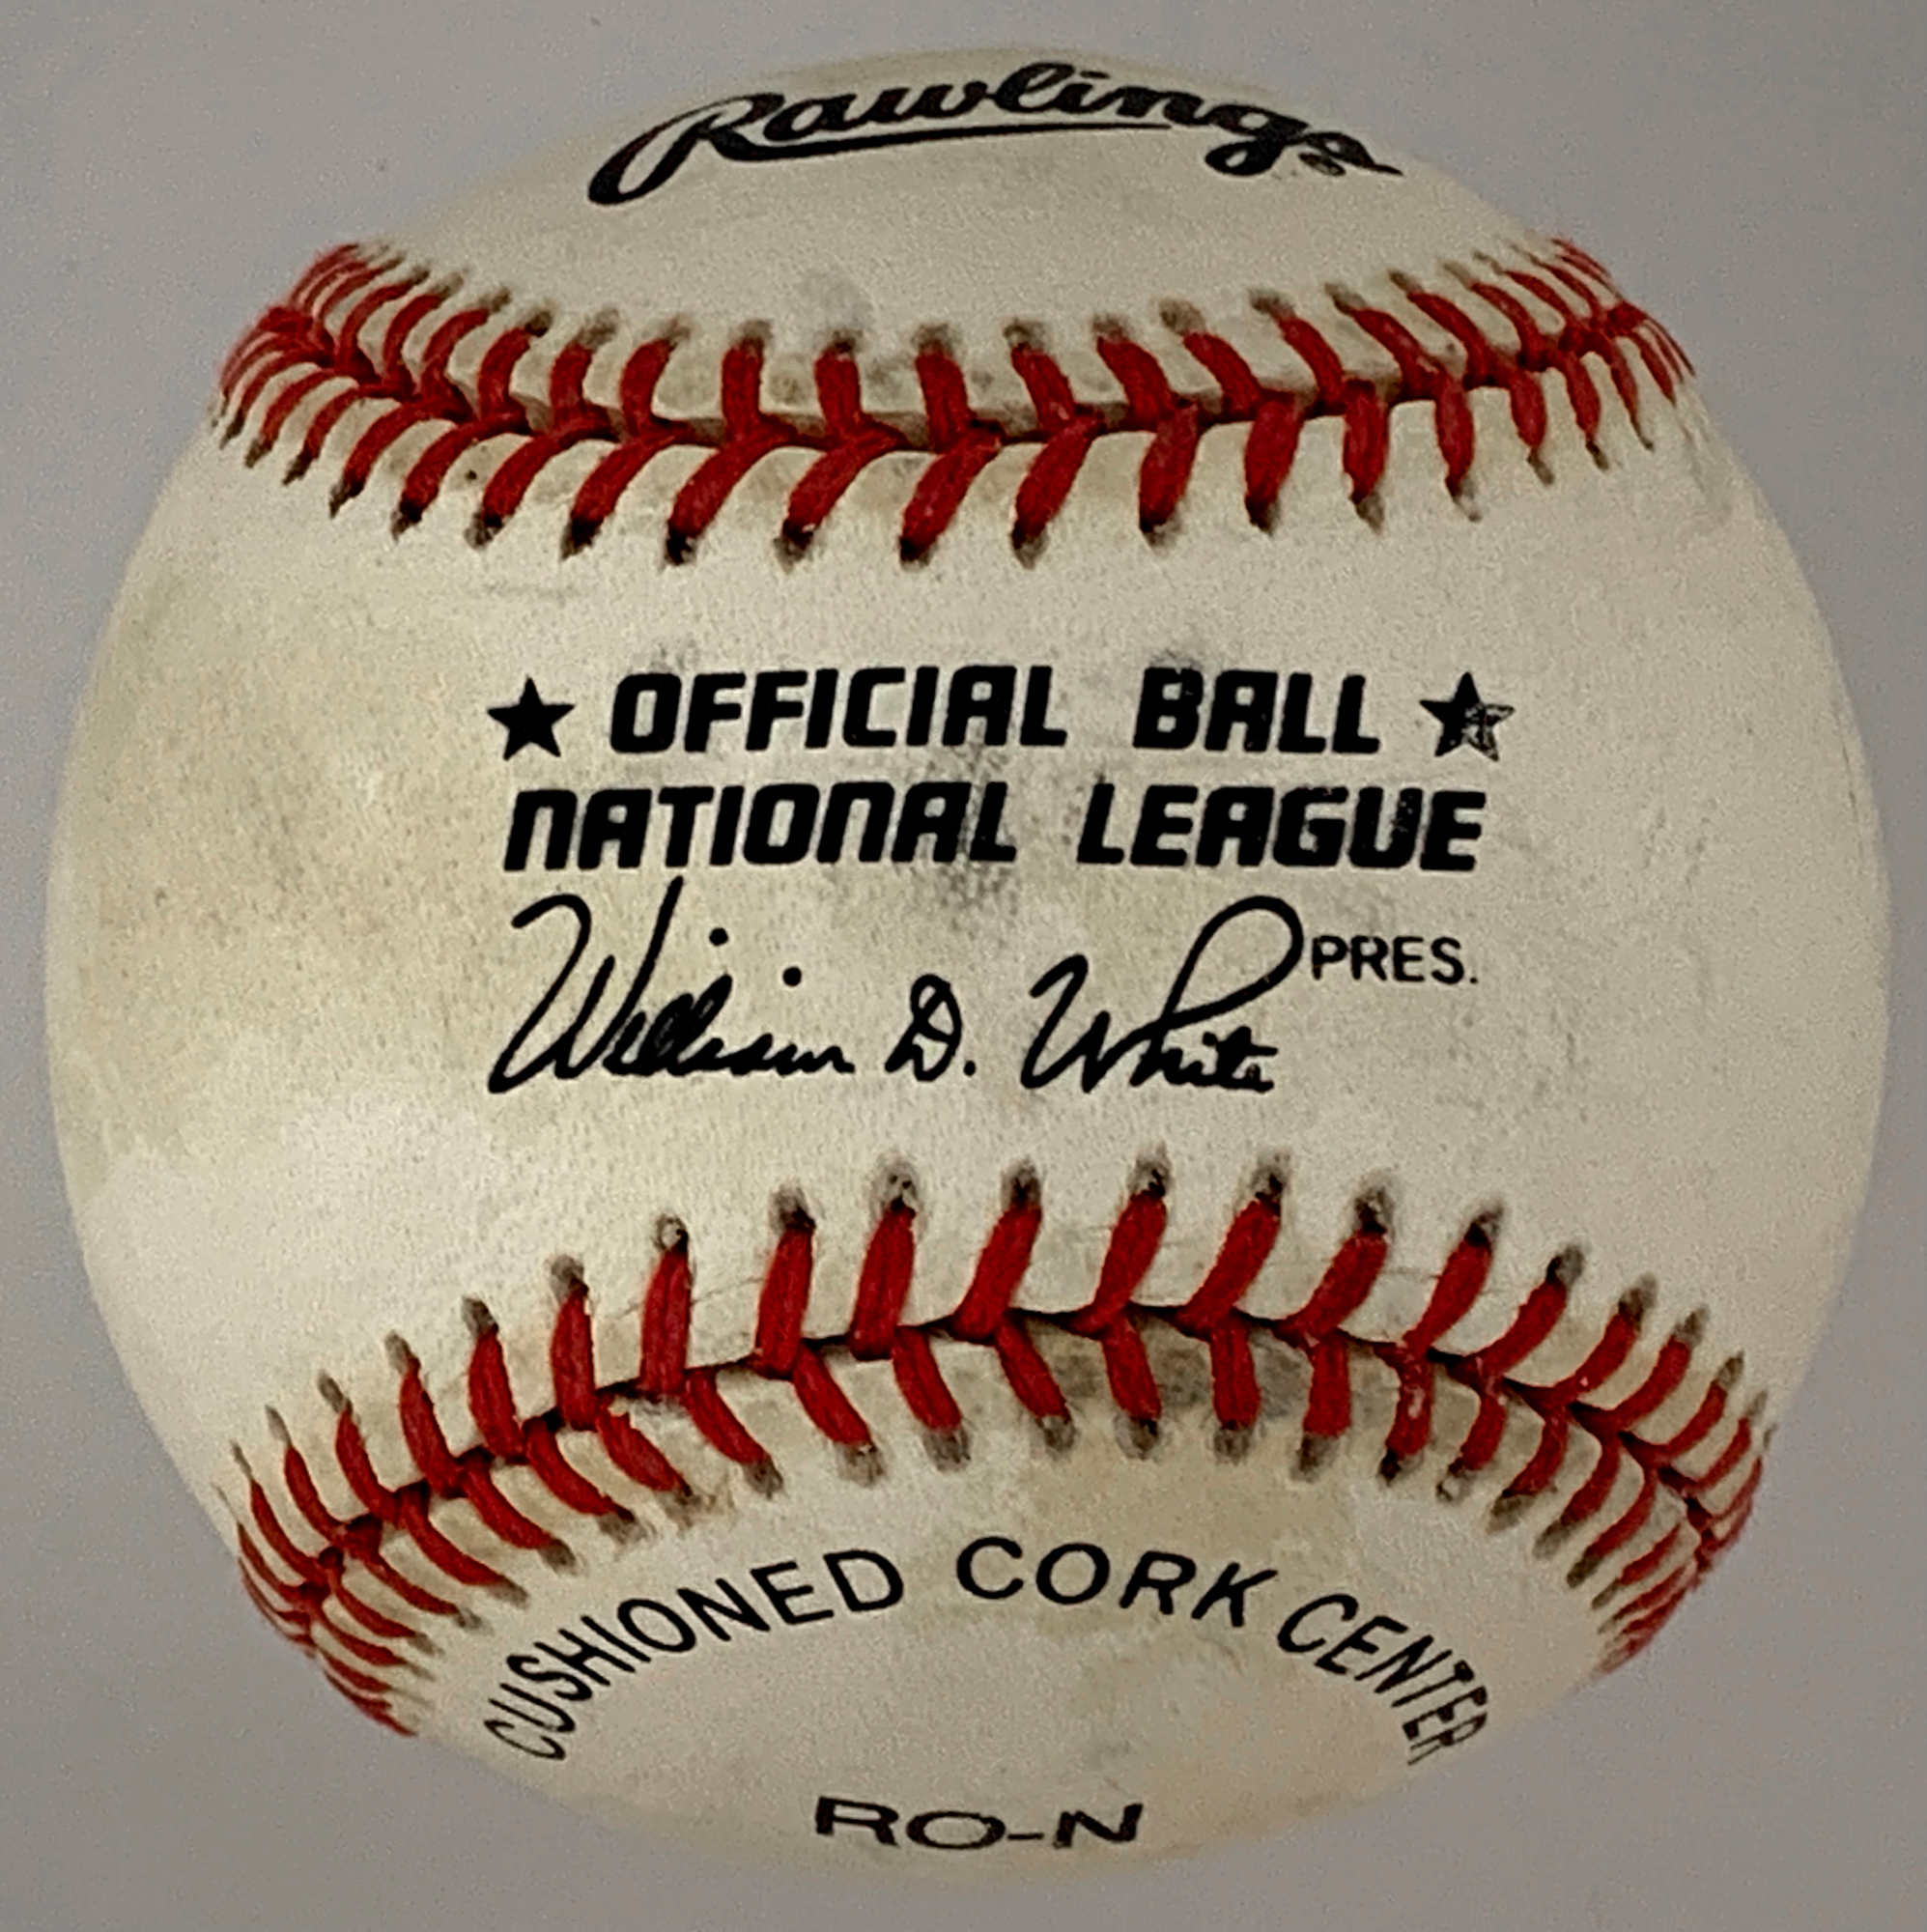 Rawlings
★ OFFICIAL BALL ★
NATIONAL LEAGUE
William D. White PRES.
CUSHIONED CORK CENTER
RO-N